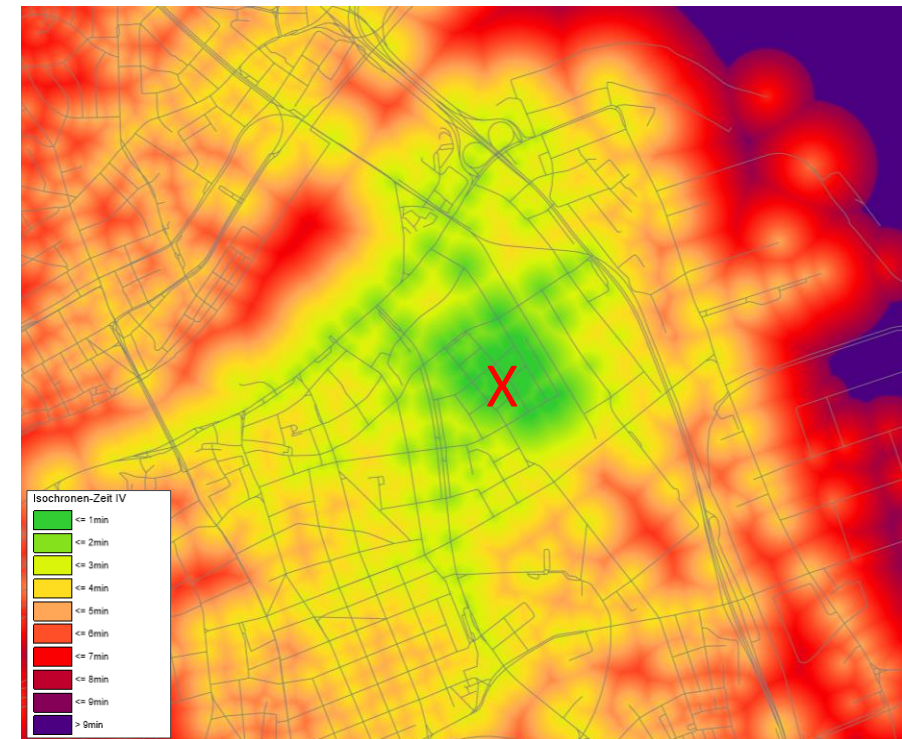 X
Isochronen-Zeit IV
<= 1min
<= 2min
<= 3min
<= 4min
<= 5min
<= 6min
<= 7min
<= 8min
<= 9min
> 9min